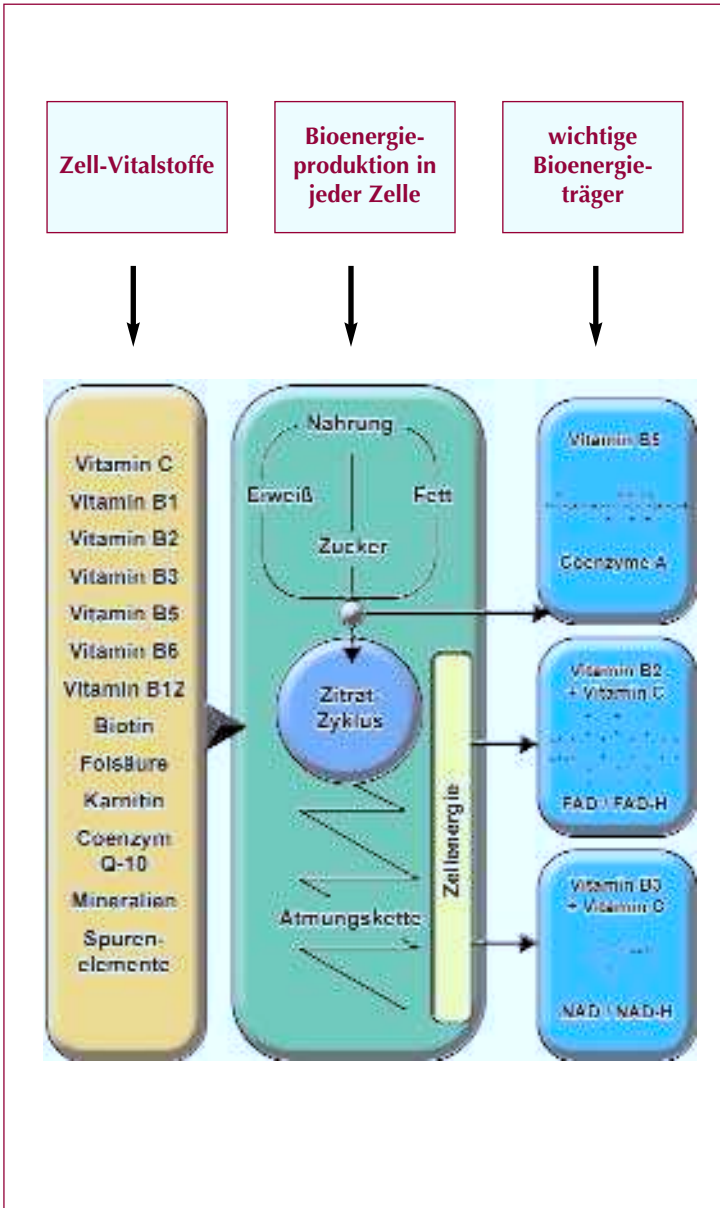 Zell-Vitalstoffe
Bioenergie-
produktion in
jeder Zelle
wichtige
Bioenergie-
träger
Vitamin C
Vitamin B1
Vitamin B2
Vitamin B3
Vitamin B5
Vitamin B6
Vitamin B12
Biotin
Folsäure
Karnitin
Coenzym
Q-10
Mineralien
Spuren-
elemente
Nahrung
Eiweiß
Fett
Zucker
Zitrat
Zyklus
Atmungskette
Zellenergie
Vitamin B5
Coenzyme A
Vitamin B2
+ Vitamin C
FAD / FAD-H
Vitamin B3
+ Vitamin C
NAD / NAD-H